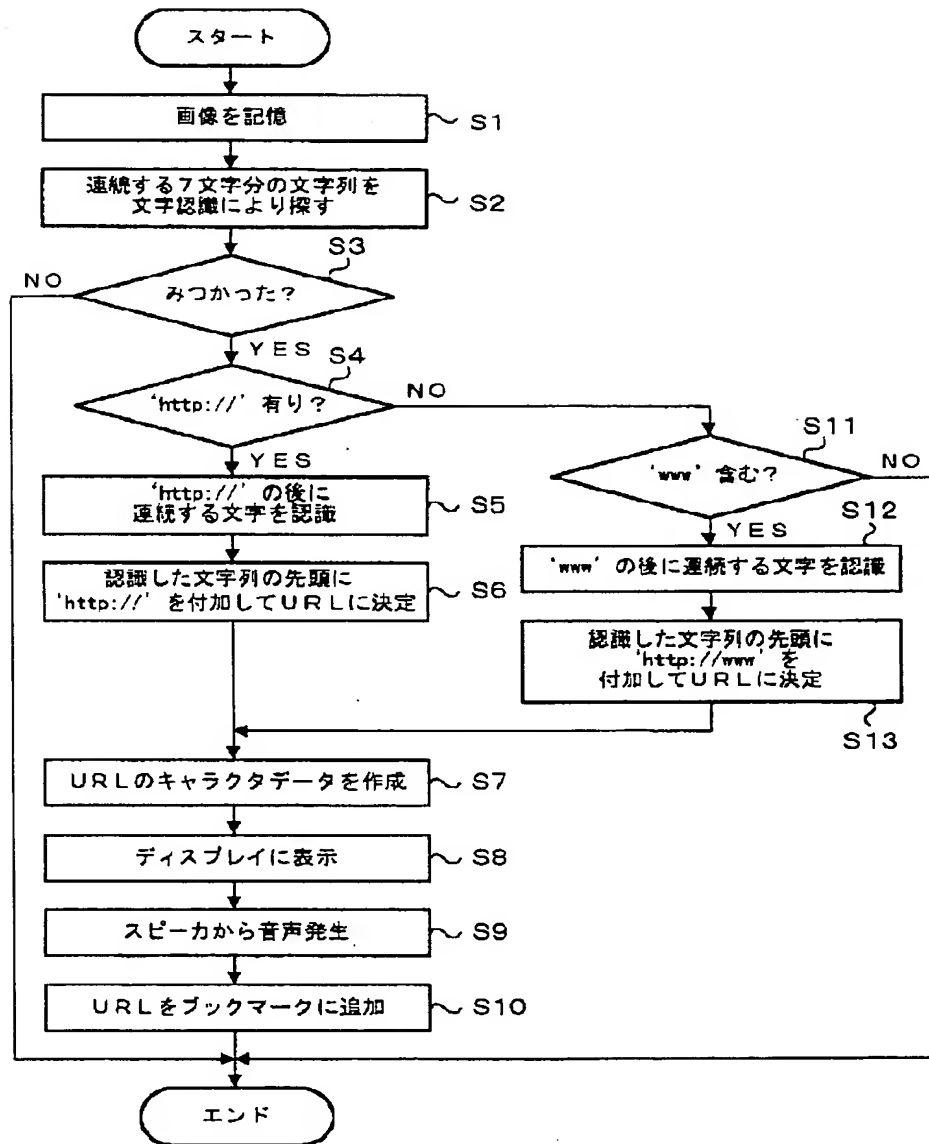 スタート
画像を記憶
S1
連続する7文字分の文字列を
文字認識により探す
S2
S3
NO
みつかった?
YES
S4
'http://' 有り?
NO
S11
'www' 含む?
NO
YES
'http://' の後に
連続する文字を認識
S5
YES
S12
'www' の後に連続する文字を認識
認識した文字列の先頭に
'http://' を付加してURLに決定
S6
認識した文字列の先頭に
'http://www' を
付加してURLに決定
S13
URLのキャラクタデータを作成
S7
ディスプレイに表示
S8
スピーカから音声発生
S9
URLをブックマークに追加
S10
エンド